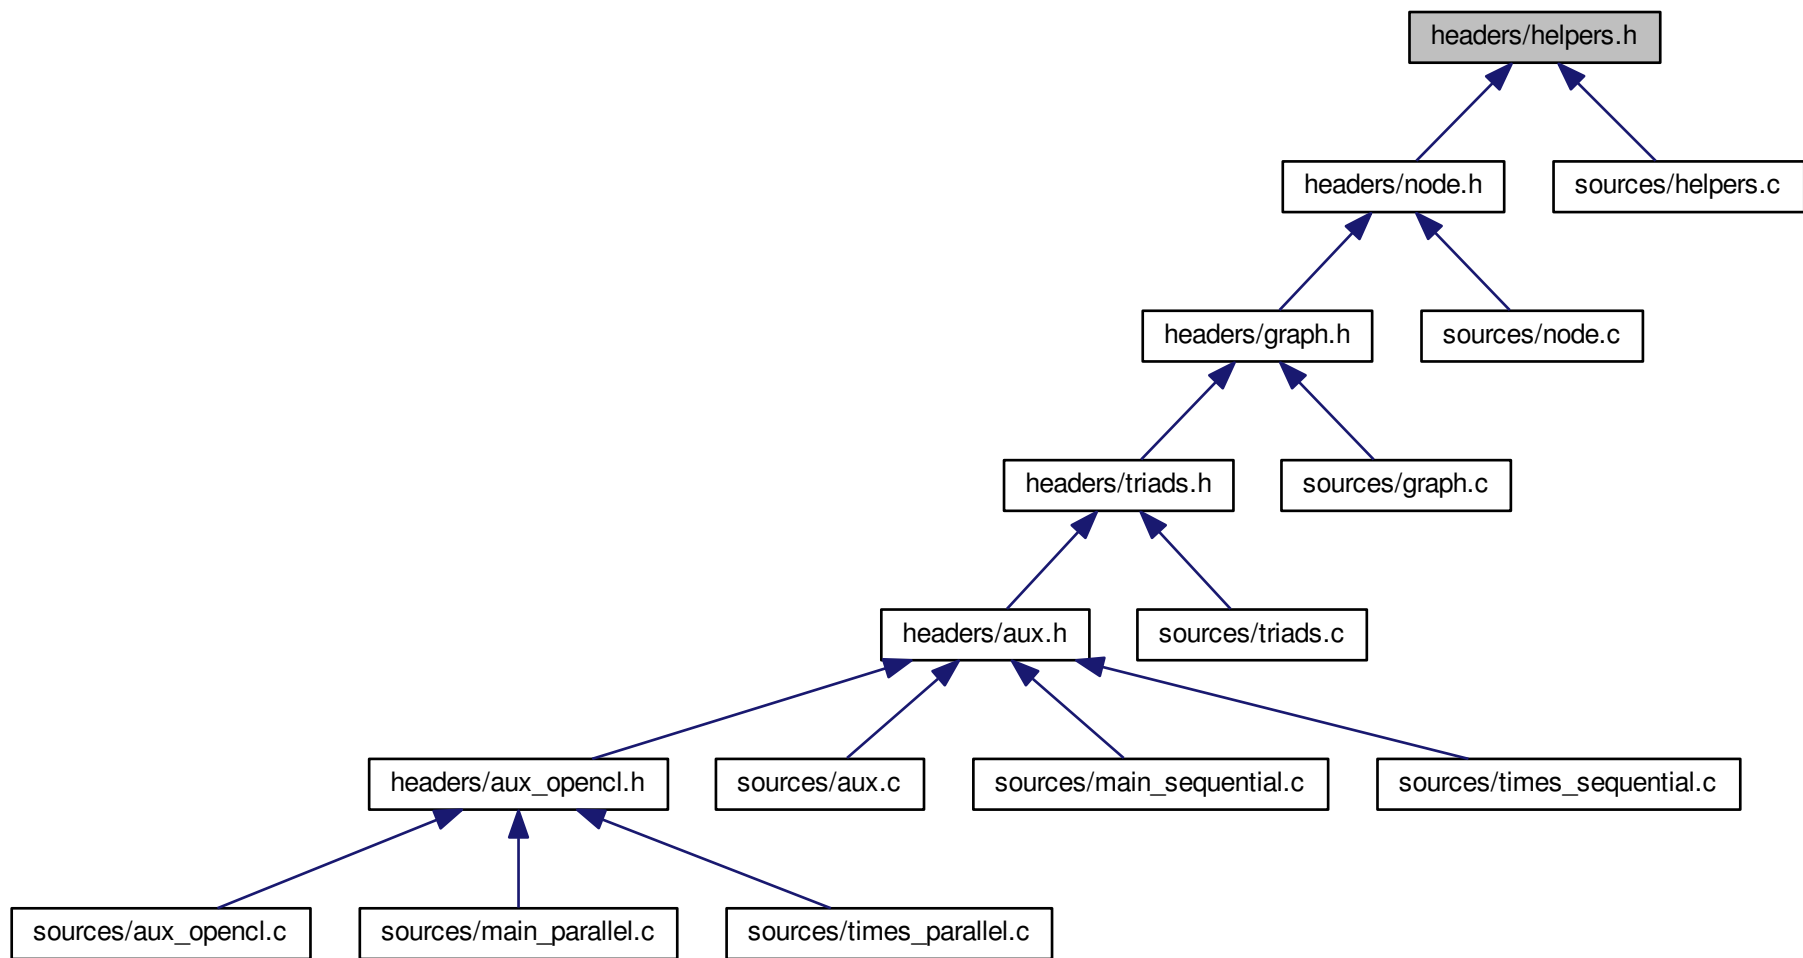 headers/helpers.h
headers/node.h
sources/helpers.c
headers/graph.h
sources/node.c
headers/triads.h
sources/graph.c
headers/aux.h
sources/triads.c
headers/aux_opencl.h
sources/aux.c
sources/main_sequential.c
sources/times_sequential.c
sources/aux_opencl.c
sources/main_parallel.c
sources/times_parallel.c